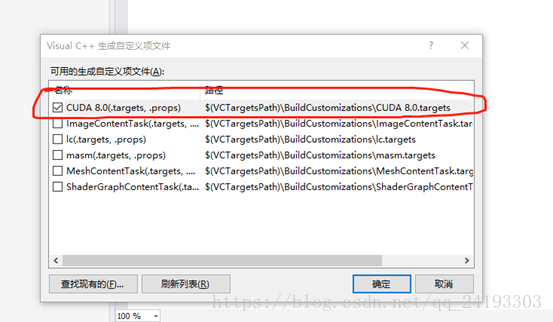 Visual C++ 生成自定义项文件
可用的生成自定义项文件(A):
名称 路径
CUDA 8.0(.targets, .props) $(VCTargetsPath)\BuildCustomizations\CUDA 8.0.targets
ImageContentTask(.targets, .... $(VCTargetsPath)\BuildCustomizations\ImageContentTask.tar
lc(.targets, .props) $(VCTargetsPath)\BuildCustomizations\lc.targets
masm(.targets, .props) $(VCTargetsPath)\BuildCustomizations\masm.targets
MeshContentTask(.targets, .... $(VCTargetsPath)\BuildCustomizations\MeshContentTask.targ
ShaderGraphContentTask(.ta... $(VCTargetsPath)\BuildCustomizations\ShaderGraphContentT
查找现有的(F)... 刷新列表(R) 确定 取消
https://blog.csdn.net/qq_24193303
100 %